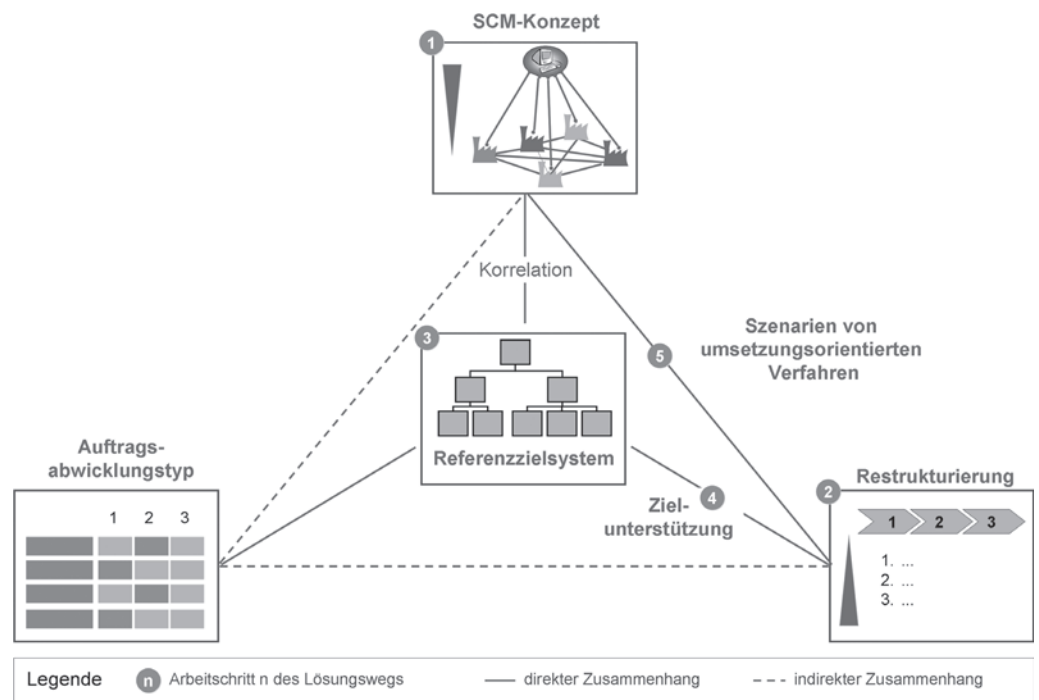 SCM-Konzept
1
Korrelation
3
Referenzzielsystem
5
Szenarien von
umsetzungsorientierten
Verfahren
Auftrags-
abwicklungstyp
1 2 3
4
Ziel-
unterstützung
2
Restrukturierung
1 2 3
1. ...
2. ...
3. ...
Legende n Arbeitschritt n des Lösungswegs direkter Zusammenhang indirekter Zusammenhang